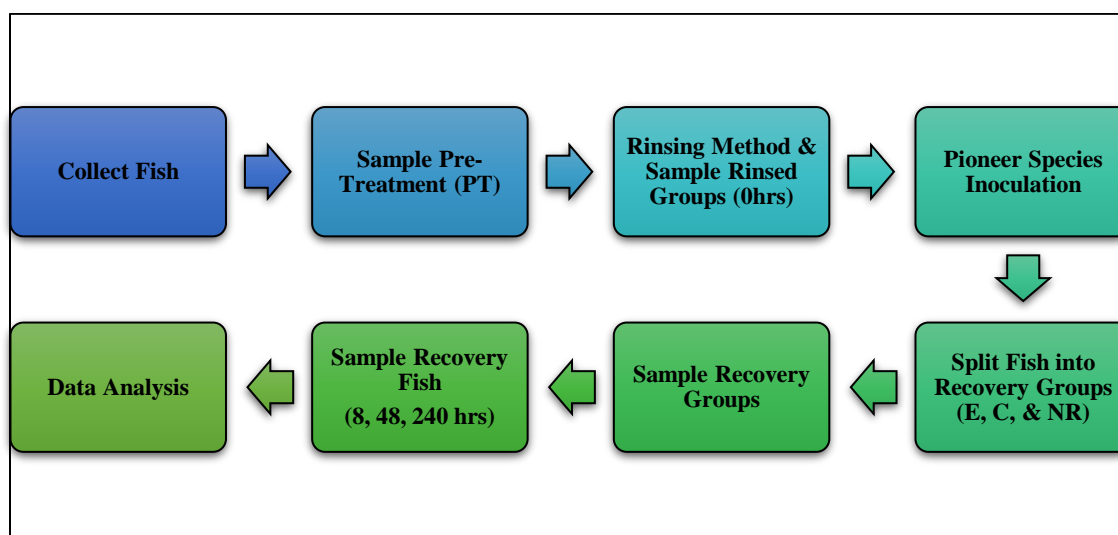 Collect Fish
Sample Pre-
Treatment (PT)
Rinsing Method &
Sample Rinsed
Groups (0hrs)
Pioneer Species
Inoculation
Split Fish into
Recovery Groups
(E, C, & NR)
Sample Recovery
Groups
Sample Recovery
Fish
(8, 48, 240 hrs)
Data Analysis